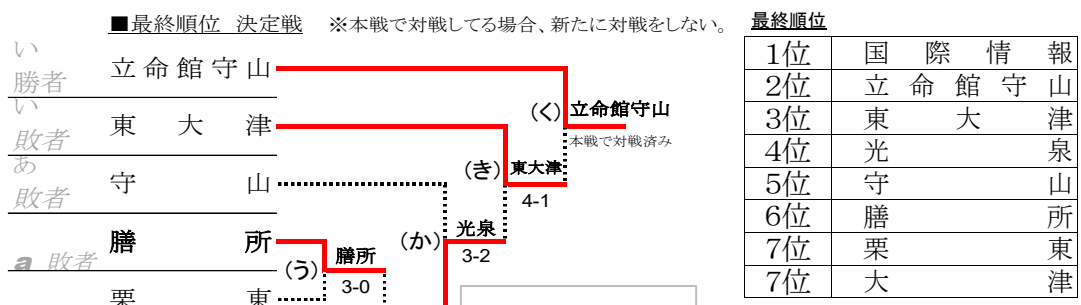 ■最終順位 決定戦 ※本戦で対戦してる場合、新たに対戦をしない。
い
勝者
立命館守山
い
敗者
東大津
あ
敗者
守山
a 敗者
膳所
栗東
(う)
膳所
3-0
(か)
光泉
3-2
(き)
東大津
4-1
(く)
立命館守山
本戦で対戦済み
最終順位
1位 国際情報
2位 立命館守山
3位 東大津
4位 光泉
5位 守山
6位 膳所
7位 栗東
7位 大津